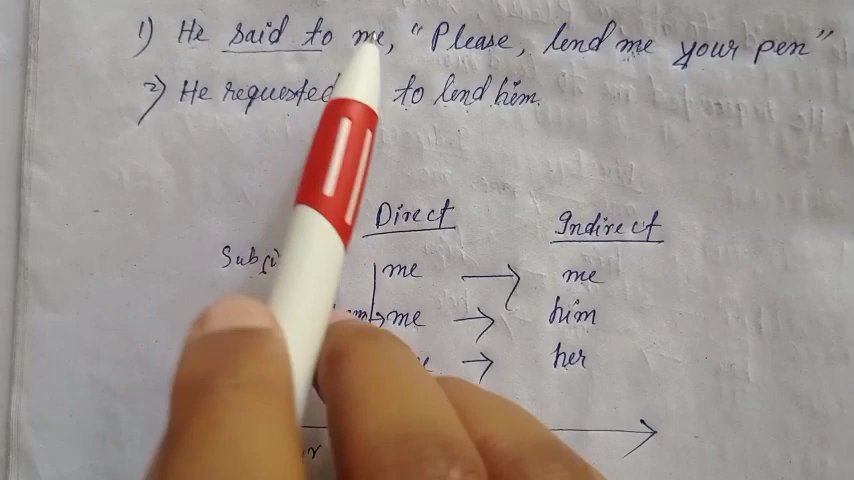 1) He said to me, "Please, lend me your pen"
2) He requested to lend him
Direct Indirect
me → me
me → him
→ her